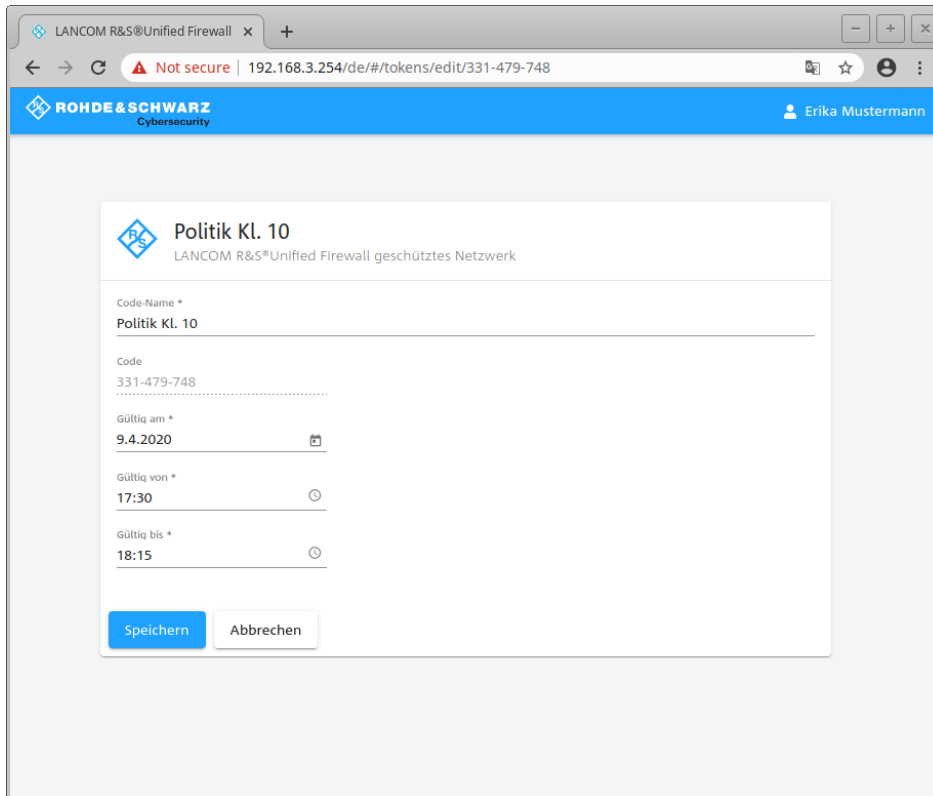 LANCOM R&S®Unified Firewall
Not secure | 192.168.3.254/de/#/tokens/edit/331-479-748
ROHDE&SCHWARZ
Cybersecurity
Erika Mustermann
R S
Politik Kl. 10
LANCOM R&S®Unified Firewall geschütztes Netzwerk
Code-Name *
Politik Kl. 10
Code
331-479-748
Gültig am *
9.4.2020
Gültig von *
17:30
Gültig bis *
18:15
Speichern
Abbrechen